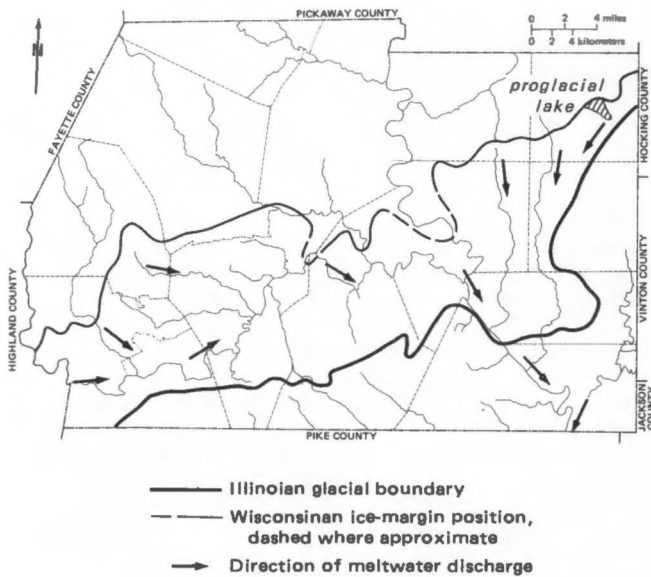 PICKAWAY COUNTY
0 2 4 miles
0 2 4 kilometers
N
proglacial
lake
FAYETTE COUNTY
HOCKING COUNTY
HIGHLAND COUNTY
VINTON COUNTY
JACKSON
COUNTY
PIKE COUNTY
Illinoian glacial boundary
Wisconsinan ice-margin position,
dashed where approximate
Direction of meltwater discharge